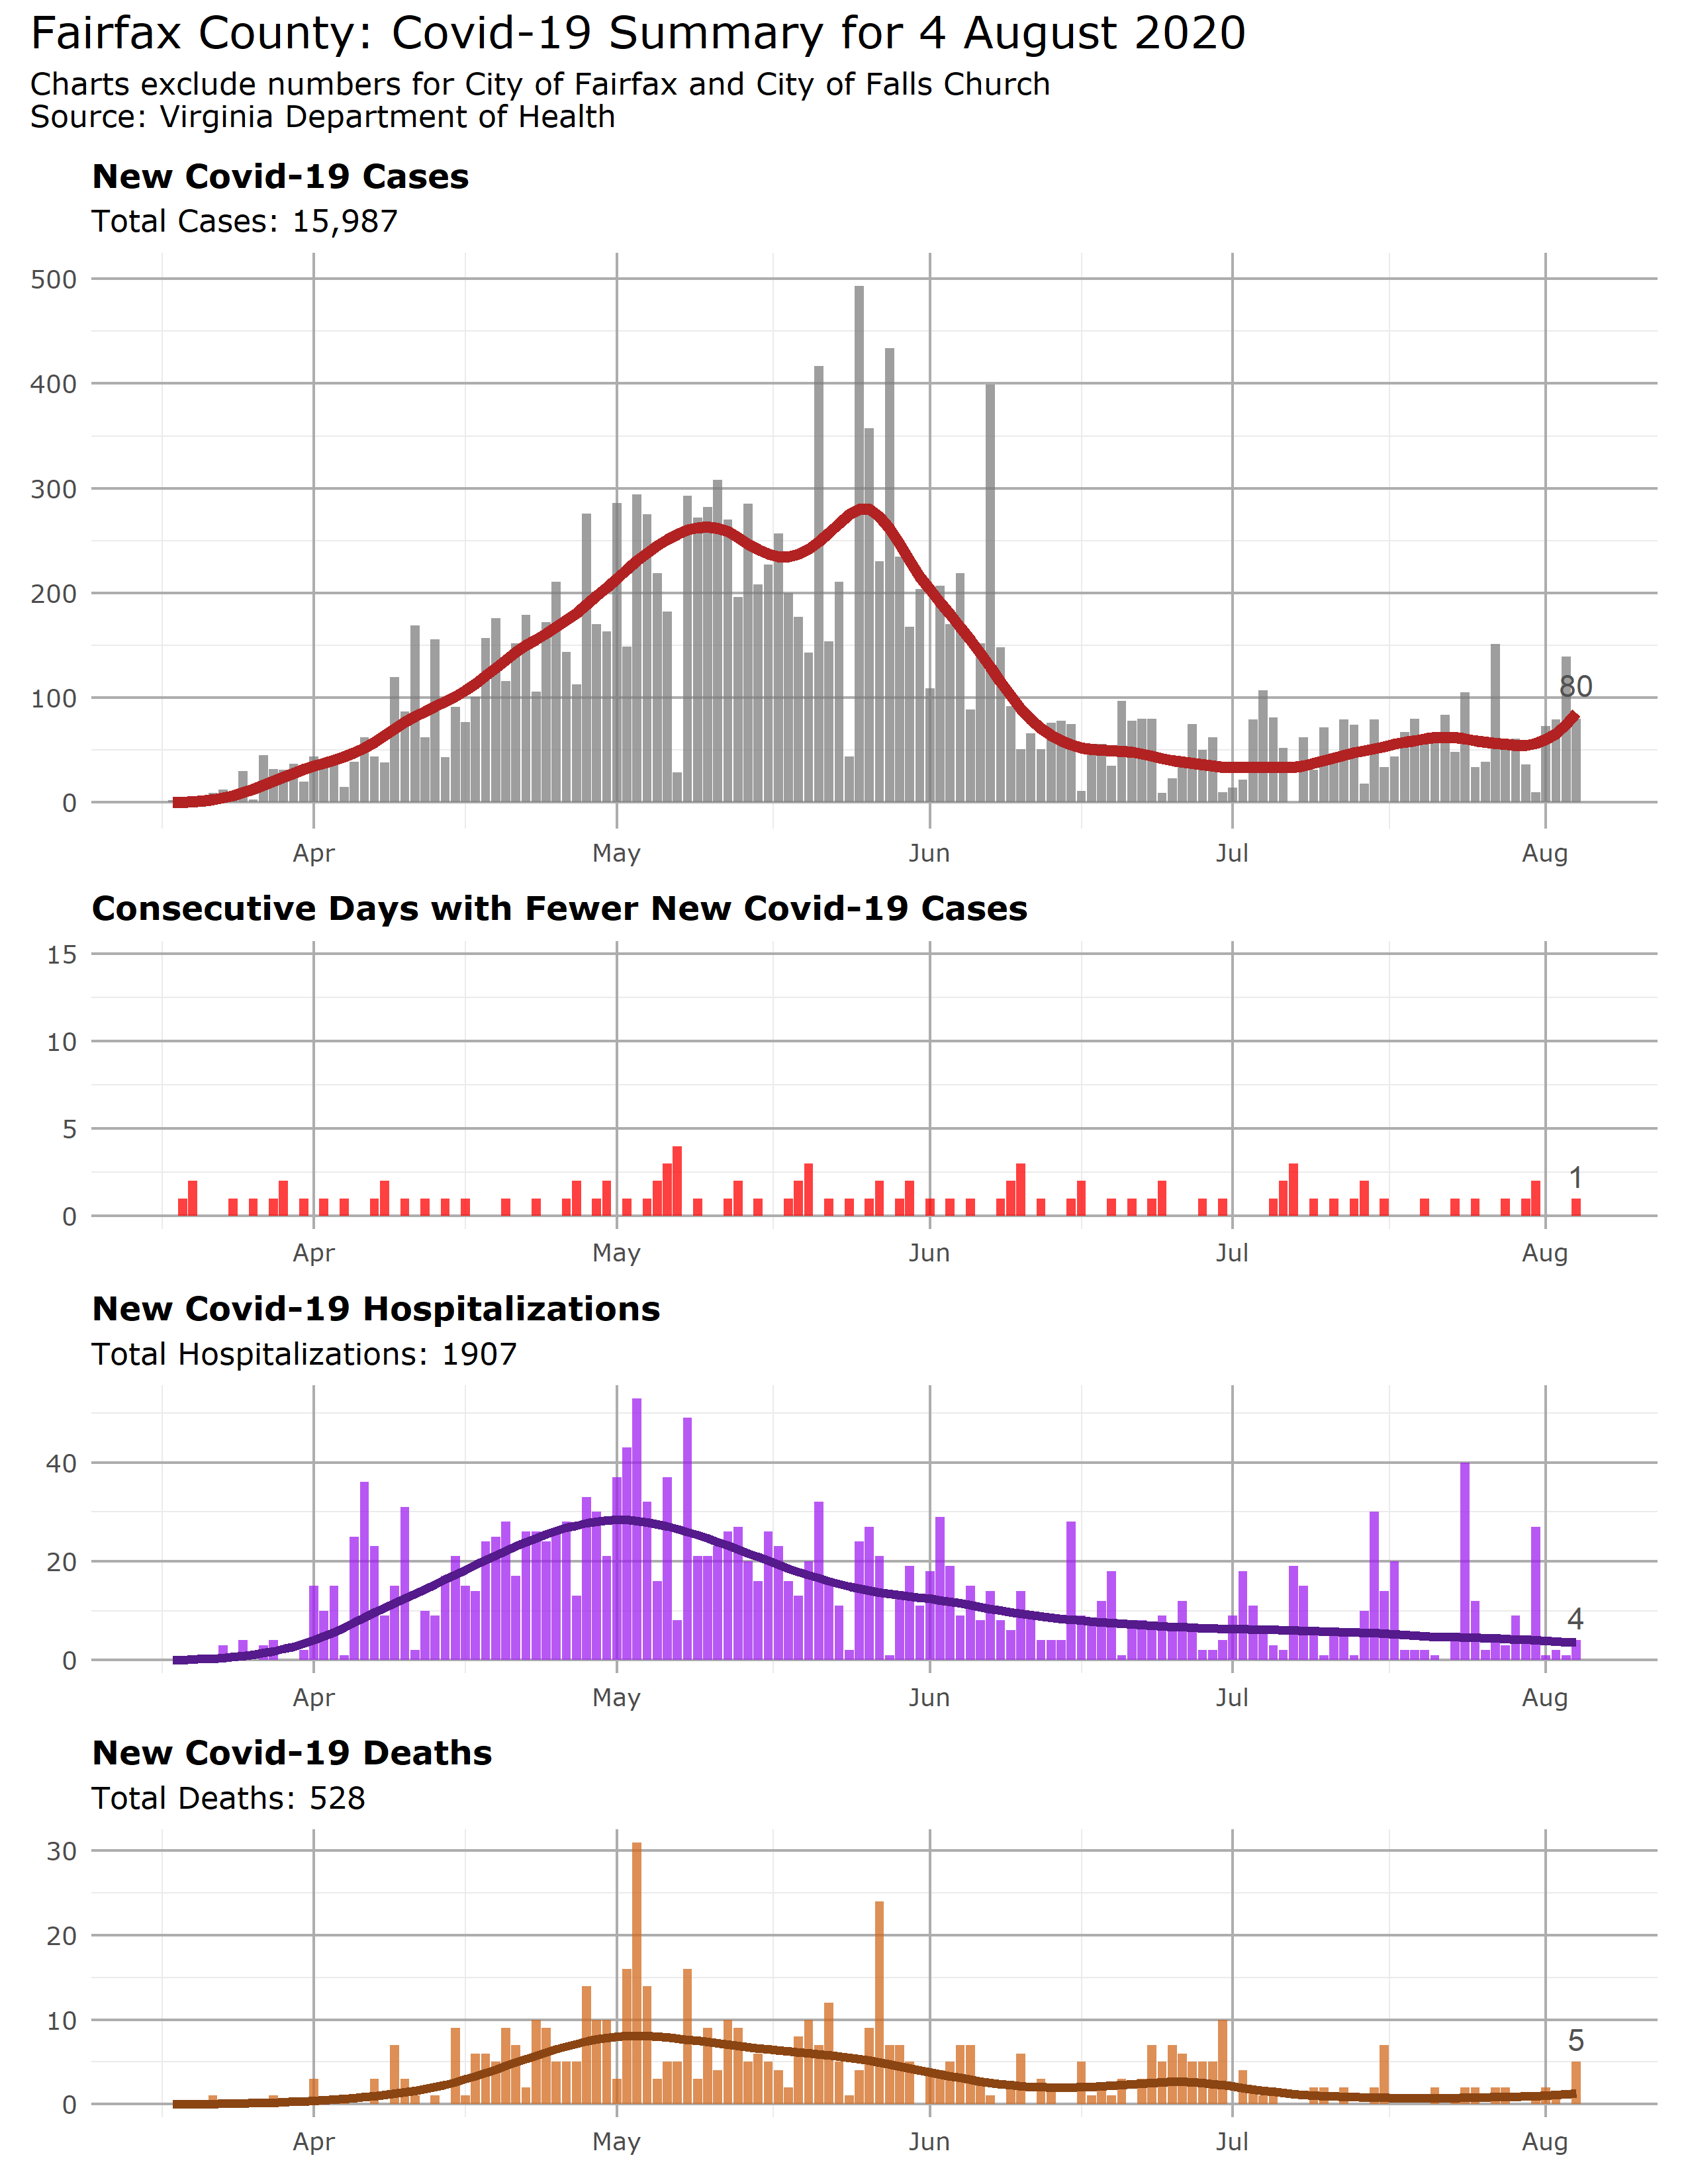 Fairfax County: Covid-19 Summary for 4 August 2020
Charts exclude numbers for City of Fairfax and City of Falls Church
Source: Virginia Department of Health
New Covid-19 Cases
Total Cases: 15,987
500
400
300
200
100
0
80
Apr May Jun Jul Aug
Consecutive Days with Fewer New Covid-19 Cases
15
10
5
0
1
Apr May Jun Jul Aug
New Covid-19 Hospitalizations
Total Hospitalizations: 1907
40
20
0
4
Apr May Jun Jul Aug
New Covid-19 Deaths
Total Deaths: 528
30
20
10
0
5
Apr May Jun Jul Aug